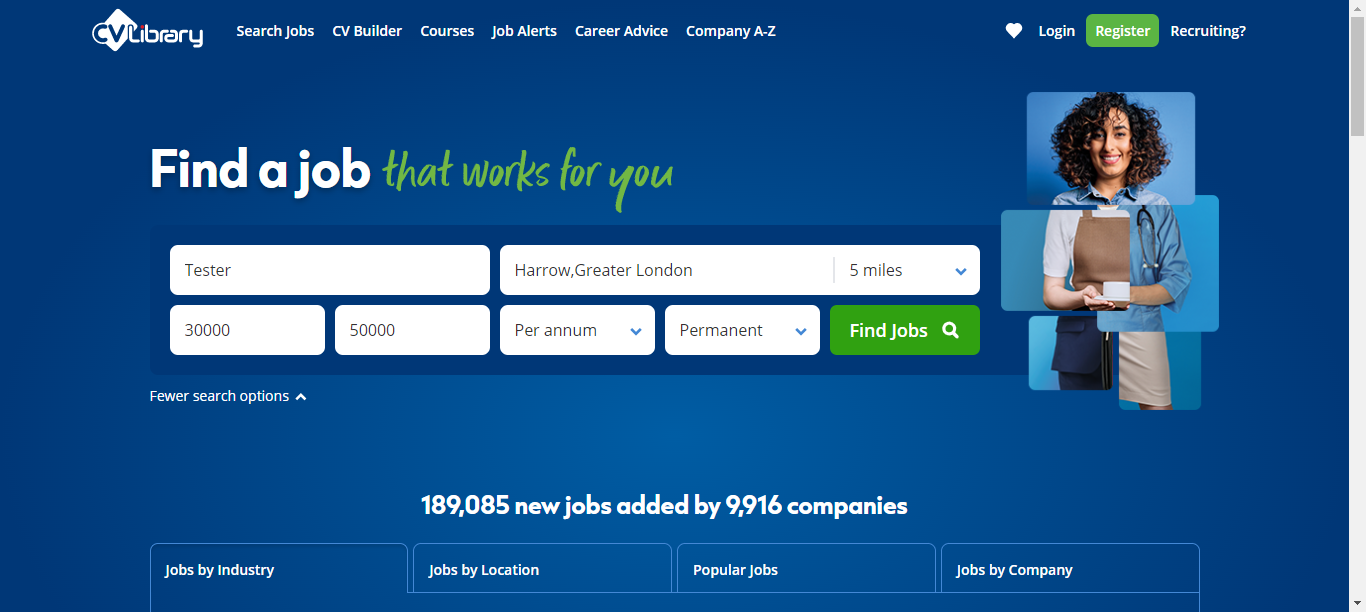 CVLibrary
Search Jobs CV Builder Courses Job Alerts Career Advice Company A-Z Login Register Recruiting?
Find a job that works for you
Tester Harrow,Greater London 5 miles
30000 50000 Per annum Permanent Find Jobs
Fewer search options
189,085 new jobs added by 9,916 companies
Jobs by Industry Jobs by Location Popular Jobs Jobs by Company